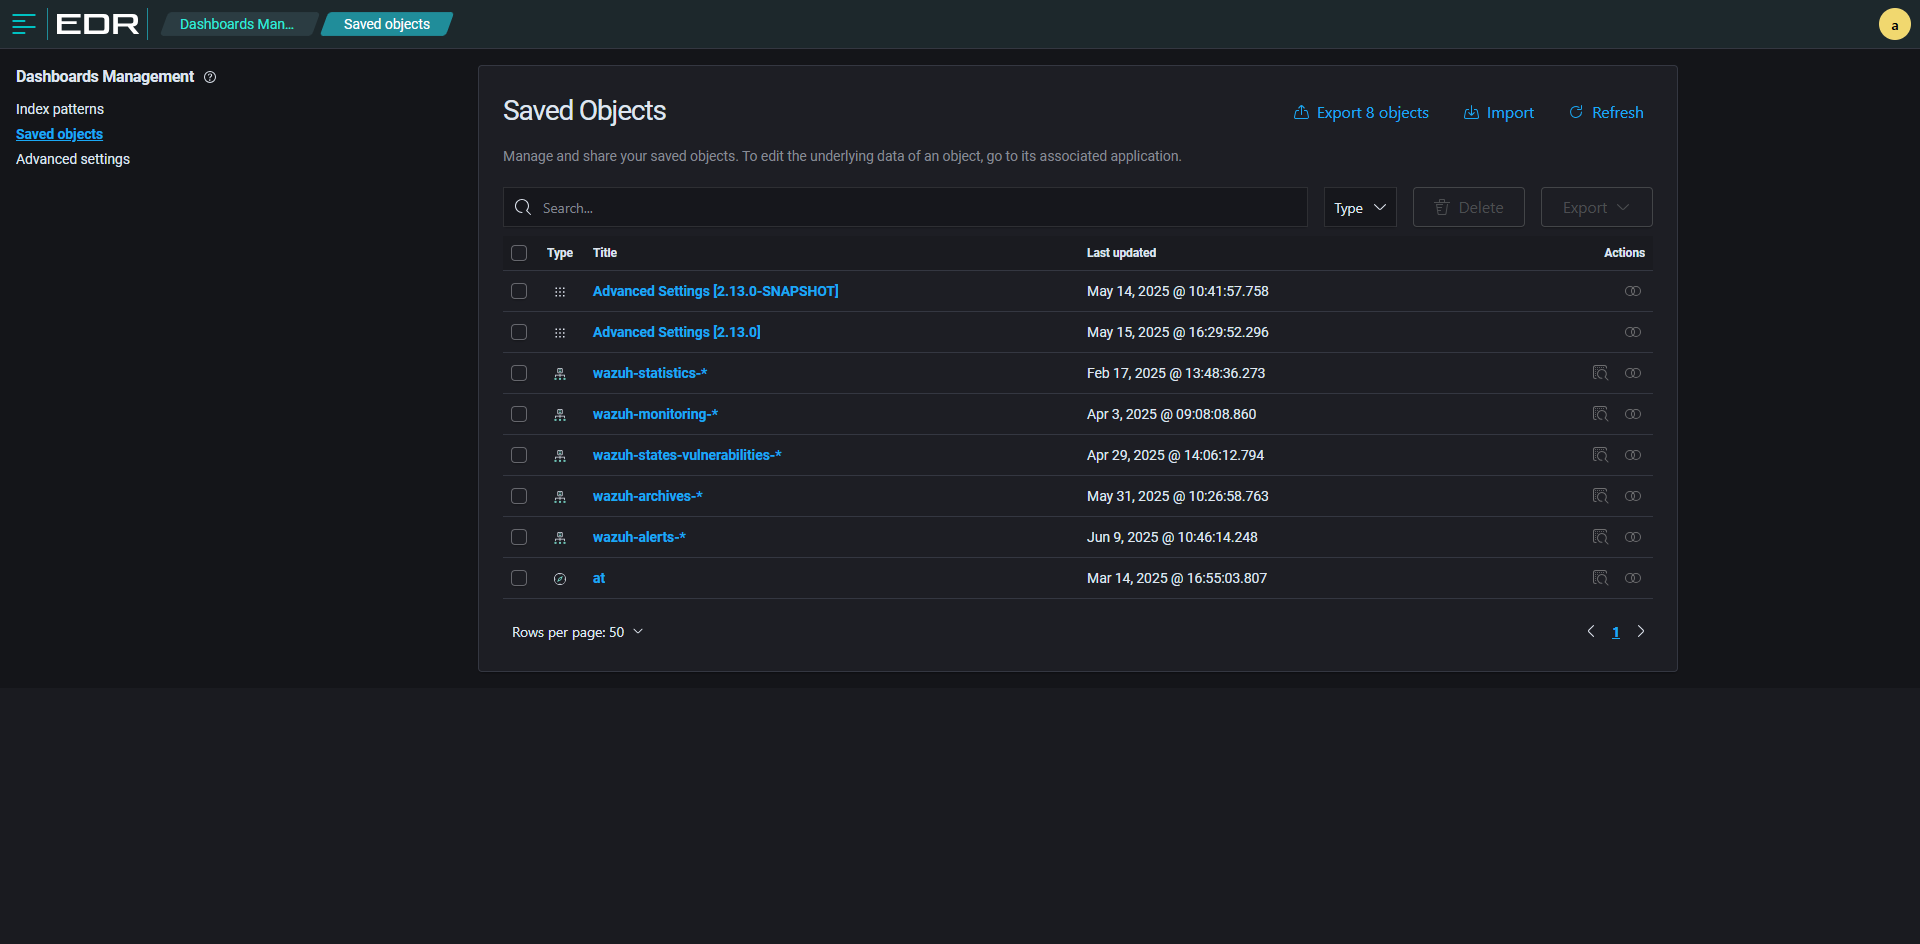 EDR
Dashboards Man...
Saved objects
a
Dashboards Management
Index patterns
Saved objects
Advanced settings
Saved Objects
Export 8 objects
Import
Refresh
Manage and share your saved objects. To edit the underlying data of an object, go to its associated application.
Search...
Type
Delete
Export
Type Title Last updated Actions
Advanced Settings [2.13.0-SNAPSHOT] May 14, 2025 @ 10:41:57.758
Advanced Settings [2.13.0] May 15, 2025 @ 16:29:52.296
wazuh-statistics-* Feb 17, 2025 @ 13:48:36.273
wazuh-monitoring-* Apr 3, 2025 @ 09:08:08.860
wazuh-states-vulnerabilities-* Apr 29, 2025 @ 14:06:12.794
wazuh-archives-* May 31, 2025 @ 10:26:58.763
wazuh-alerts-* Jun 9, 2025 @ 10:46:14.248
at Mar 14, 2025 @ 16:55:03.807
Rows per page: 50
1